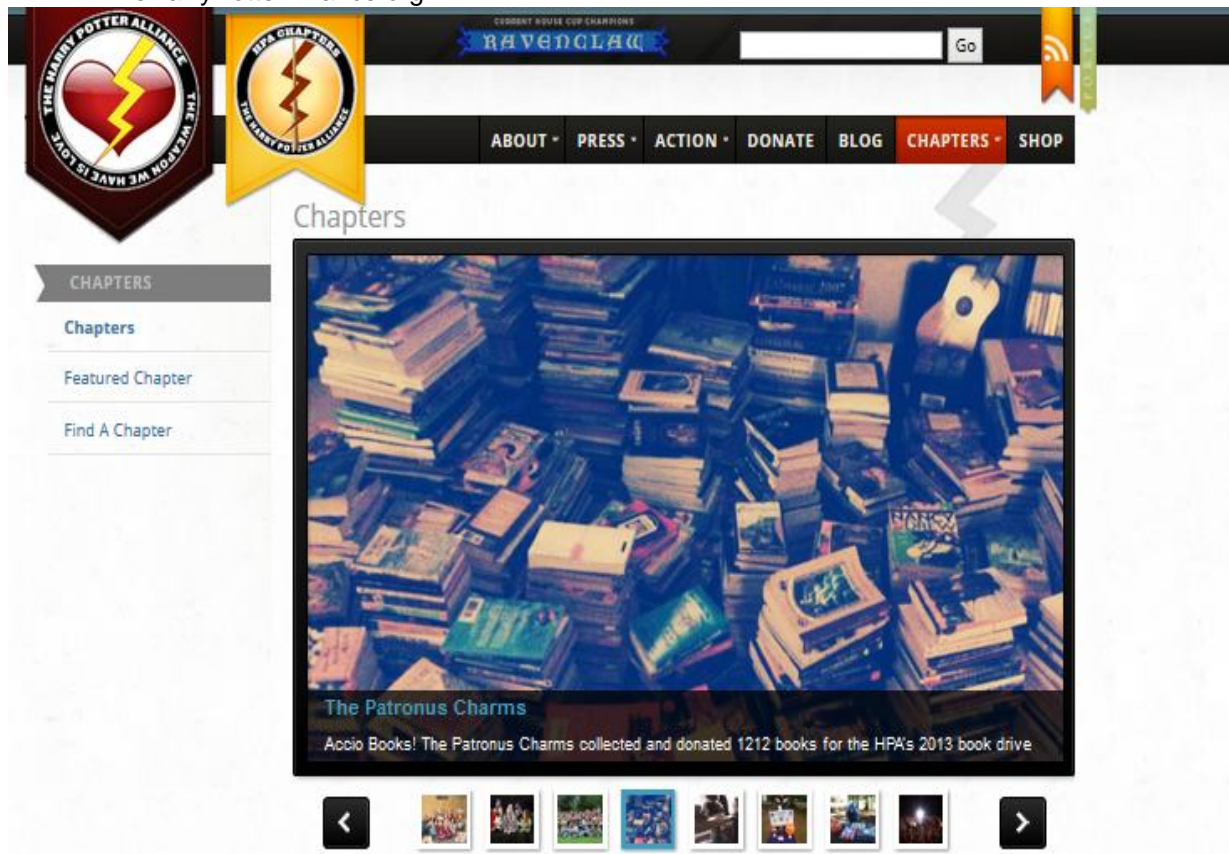 CURRENT HOUSE CUP CHAMPIONS
RAVENCLAW
Go
THE HARRY POTTER ALLIANCE
THE WEAPON WE HAVE IS LOVE
HPA CHAPTERS
THE HARRY POTTER ALLIANCE
ABOUT PRESS ACTION DONATE BLOG CHAPTERS SHOP
Chapters
CHAPTERS
Chapters
Featured Chapter
Find A Chapter
The Patronus Charms
Accio Books! The Patronus Charms collected and donated 1212 books for the HPA's 2013 book drive